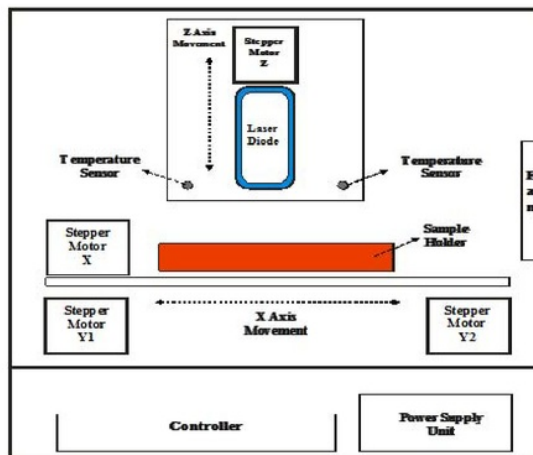 Z-Axis
Movement
Stepper
Motor
Z
Laser
Diode
Temperature
Sensor
Temperature
Sensor
Stepper
Motor
X
Sample
Holder
Stepper
Motor
Y1
X Axis
Movement
Stepper
Motor
Y2
Controller
Power Supply
Unit